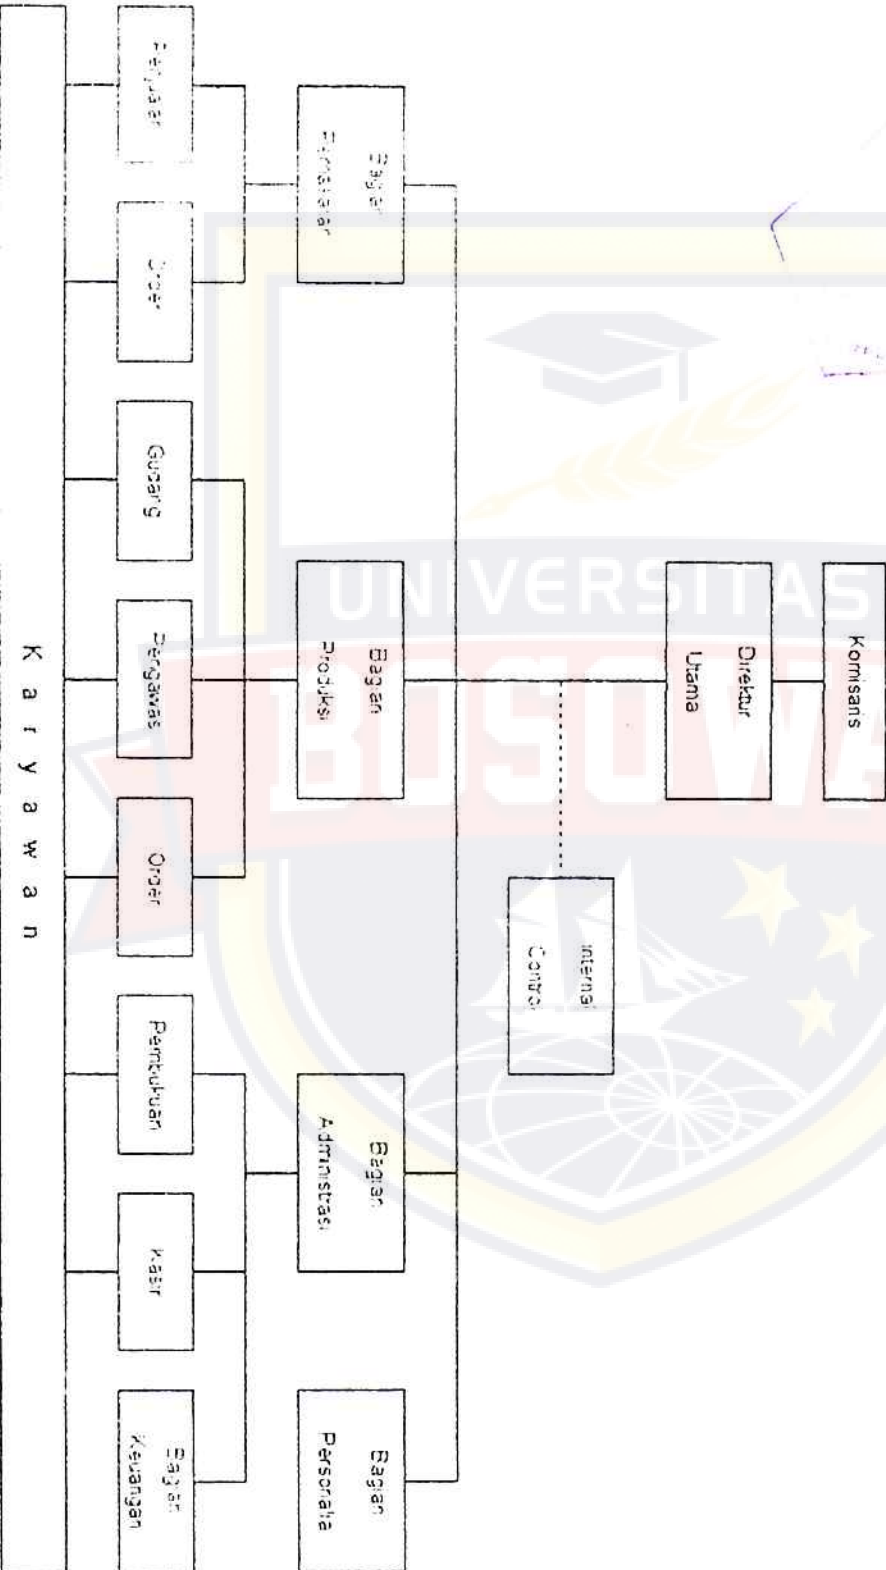 Komisaris
Direktur
Utama
Internal
Control
Bagian
Pemasaran
Bagian
Produksi
Bagian
Administrasi
Bagian
Personalia
Penjualan
Order
Gudang
Pengawas
Order
Pembukuan
Kasir
Bagian
Keuangan
Karyawan
UNIVERSITAS